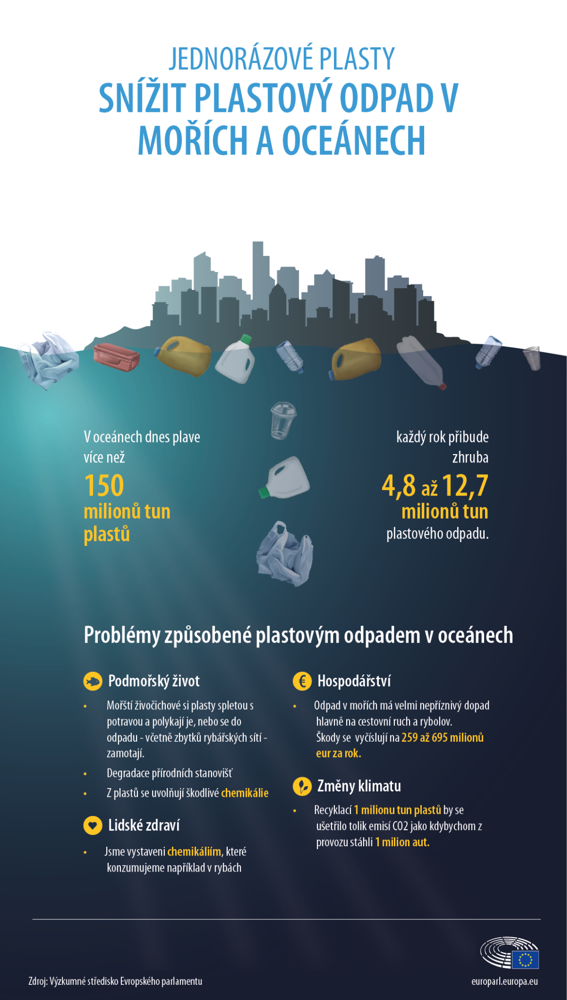 JEDNORÁZOVÉ PLASTY
SNÍŽIT PLASTOVÝ ODPAD V
MOŘÍCH A OCEÁNECH
V oceánech dnes plave
více než
150
milionů tun
plastů
každý rok přibude
zhruba
4,8 až 12,7
milionů tun
plastového odpadu.
Problémy způsobené plastovým odpadem v oceánech
Podmořský život
• Mořští živočichové si plasty spletou s
potravou a polykají je, nebo se do
odpadu - včetně zbytků rybářských sítí -
zamotají.
• Degradace přírodních stanovišť
• Z plastů se uvolňují škodlivé chemikálie
Lidské zdraví
• Jsme vystaveni chemikáliím, které
konzumujeme například v rybách
€ Hospodářství
• Odpad v mořích má velmi nepříznivý dopad
hlavně na cestovní ruch a rybolov.
Škody se vyčíslují na 259 až 695 milionů
eur za rok.
Změny klimatu
• Recyklací 1 milionu tun plastů by se
ušetřilo tolik emisí CO2 jako kdybychom z
provozu stáhli 1 milion aut.
Zdroj: Výzkumné středisko Evropského parlamentu
europarl.europa.eu